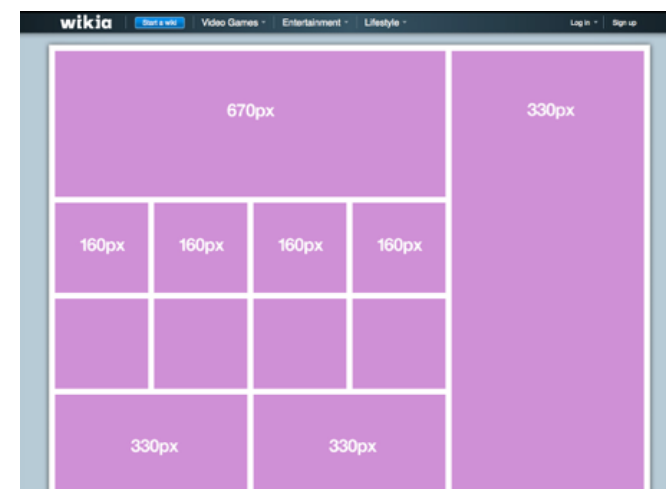 wikia Start a wiki Video Games Entertainment Lifestyle Log in Sign up
670px
330px
160px 160px 160px 160px
330px 330px